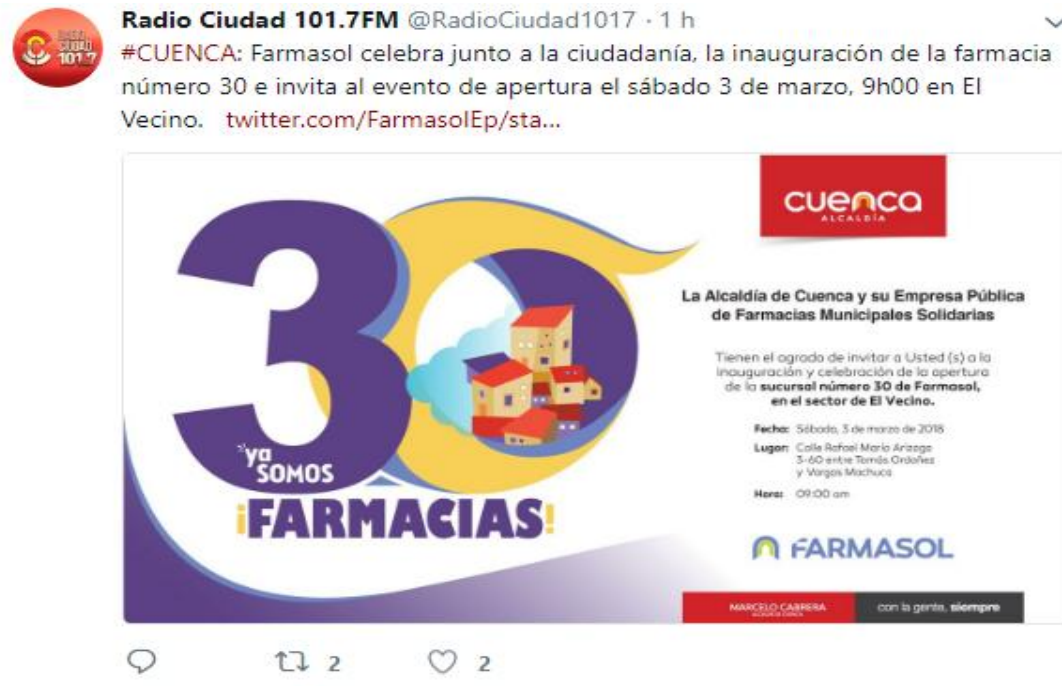 Radio Ciudad 101.7FM @RadioCiudad1017 · 1 h
RADIO CIUDAD 101.7
#CUENCA: Farmasol celebra junto a la ciudadanía, la inauguración de la farmacia
número 30 e invita al evento de apertura el sábado 3 de marzo, 9h00 en El
Vecino. twitter.com/FarmasolEp/sta...
30
ya
SOMOS
¡FARMACIAS!
cuenca
ALCALDÍA
La Alcaldía de Cuenca y su Empresa Pública
de Farmacias Municipales Solidarias
Tienen el agrado de invitar a Usted (s) a la
inauguración y celebración de la apertura
de la sucursal número 30 de Farmasol,
en el sector de El Vecino.
Fecha: Sábado, 3 de marzo de 2018
Lugar: Calle Rafael María Arízaga
3-60 entre Tomás Ordoñez
y Vargas Machuca
Hora: 09:00 am
FARMASOL
MARCELO CABRERA
con la gente, siempre
2
2